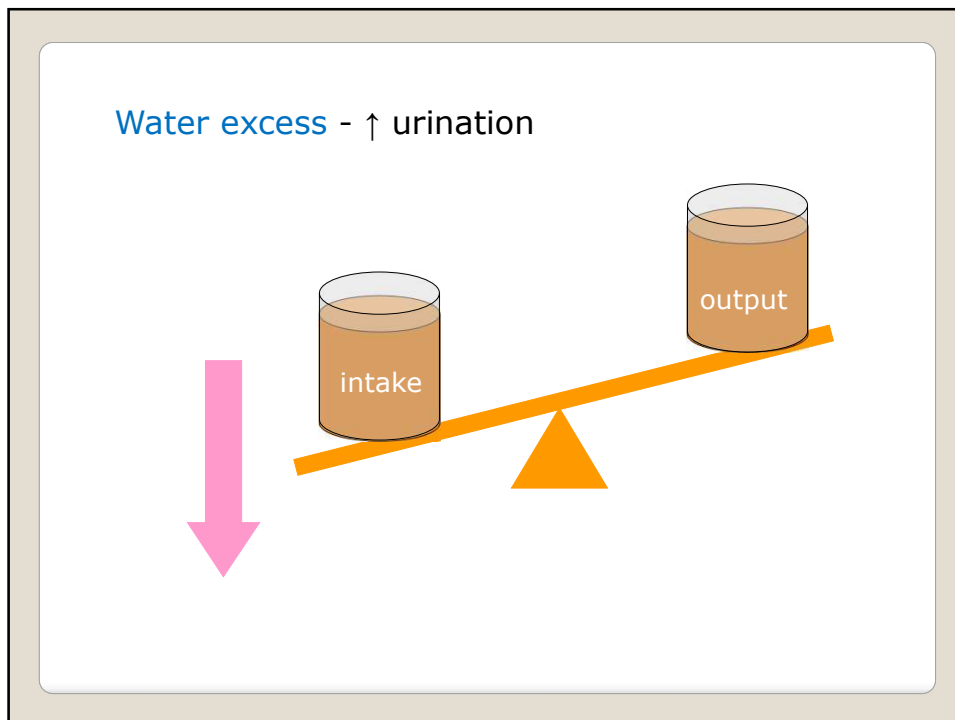 Water excess - ↑ urination
output
intake